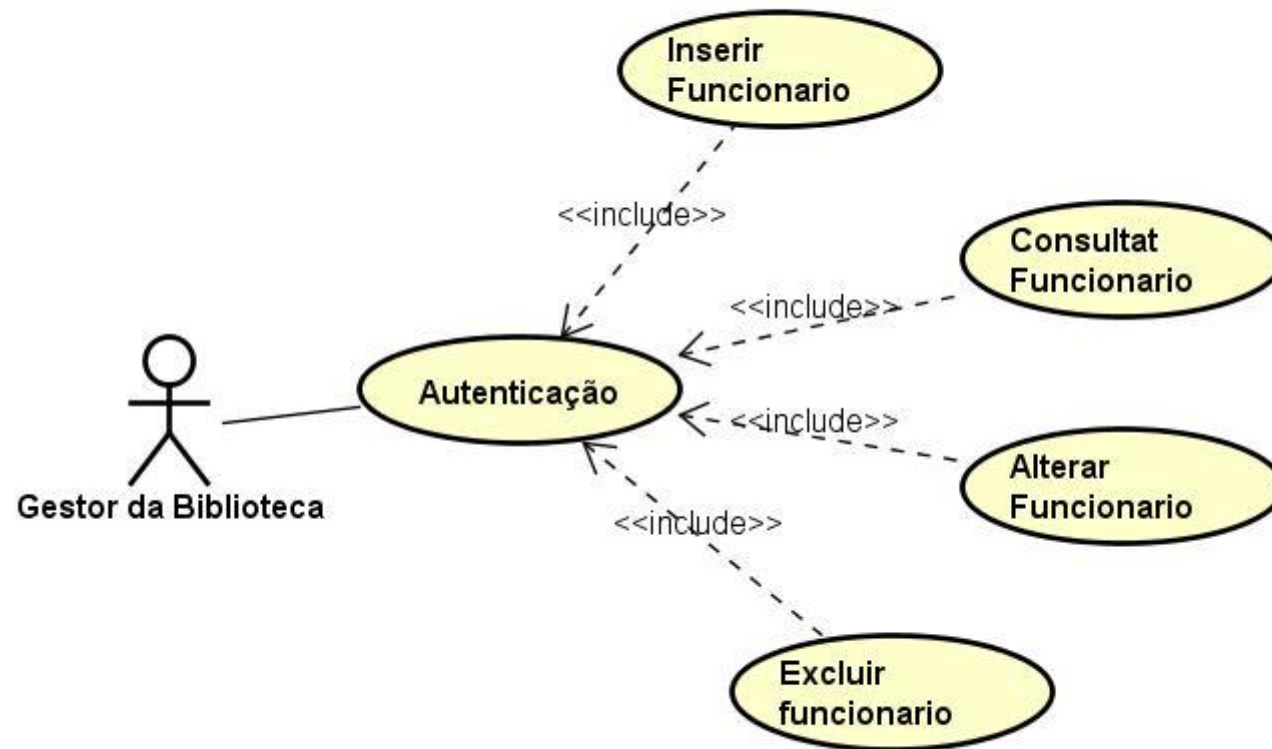 Inserir
Funcionario
<<include>>
Consultat
Funcionario
<<include>>
Autenticação
Gestor da Biblioteca
<<include>>
Alterar
Funcionario
<<include>>
Excluir
funcionario